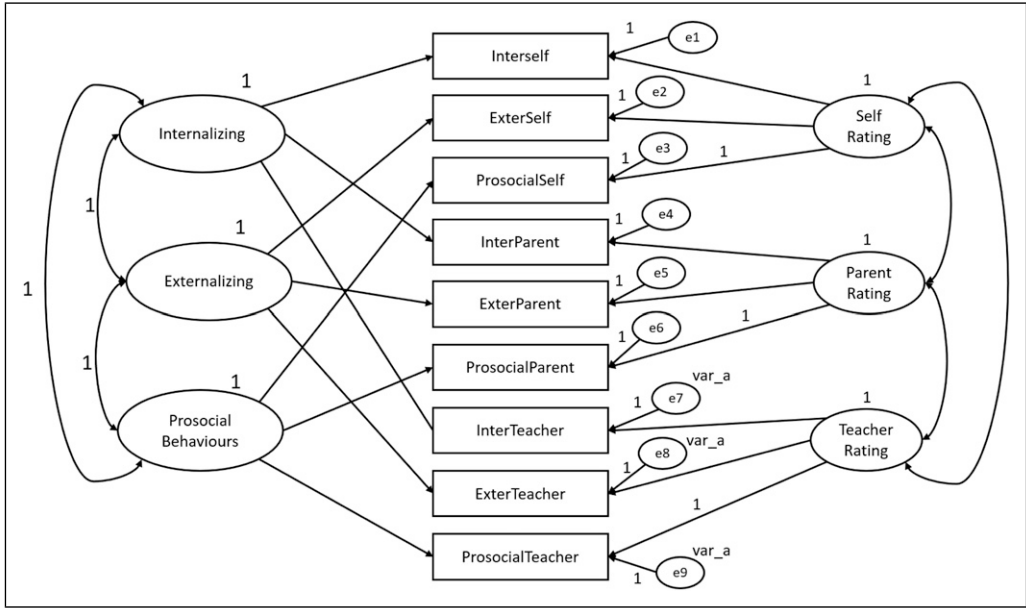 1
Interself
e1
1
1
Internalizing
ExterSelf
1
e2
Self
Rating
ProsocialSelf
1
e3
1
1
1
Externalizing
InterParent
1
e4
1
Parent
Rating
ExterParent
1
e5
1
1
1
ProsocialParent
1
e6
1
Prosocial
Behaviours
InterTeacher
1
e7
var_a
1
Teacher
Rating
ExterTeacher
1
e8
var_a
1
ProsocialTeacher
1
e9
var_a